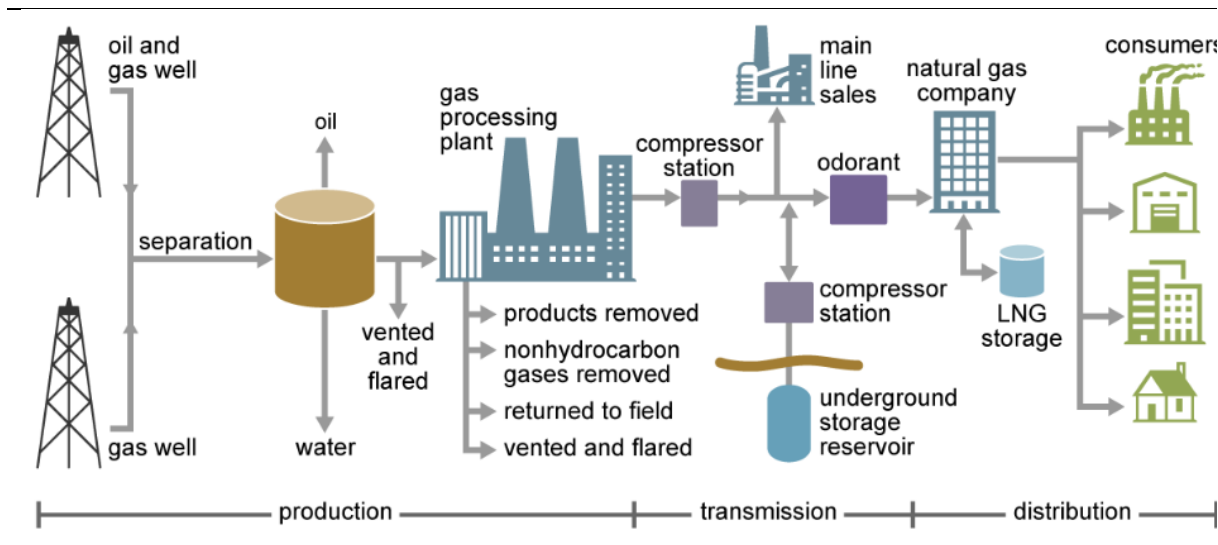 oil and
gas well
oil
separation
gas well
water
vented
and
flared
gas
processing
plant
products removed
nonhydrocarbon
gases removed
returned to field
vented and flared
compressor
station
main
line
sales
odorant
compressor
station
underground
storage
reservoir
natural gas
company
LNG
storage
consumers
production
transmission
distribution